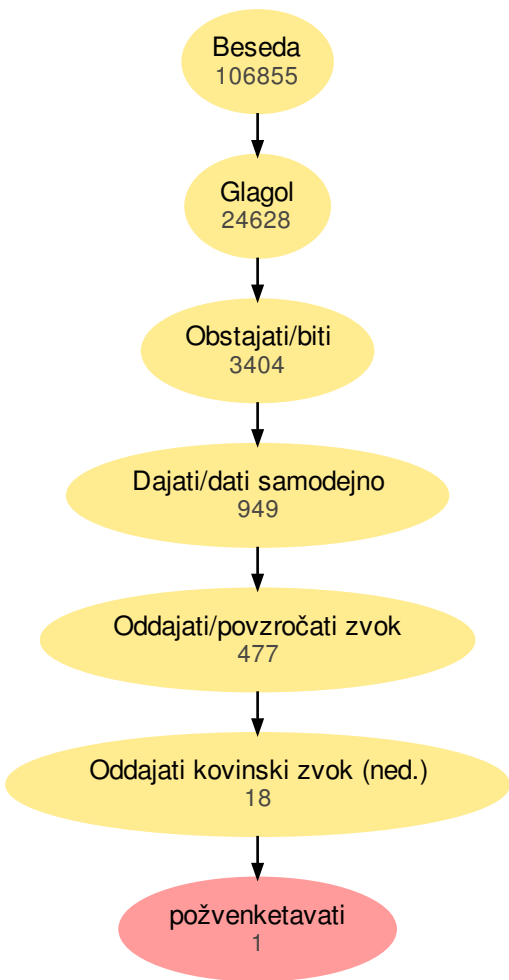 Beseda
106855
Glagol
24628
Obstajati/biti
3404
Dajati/dati samodejno
949
Oddajati/povzročati zvok
477
Oddajati kovinski zvok (ned.)
18
požvenketavati
1